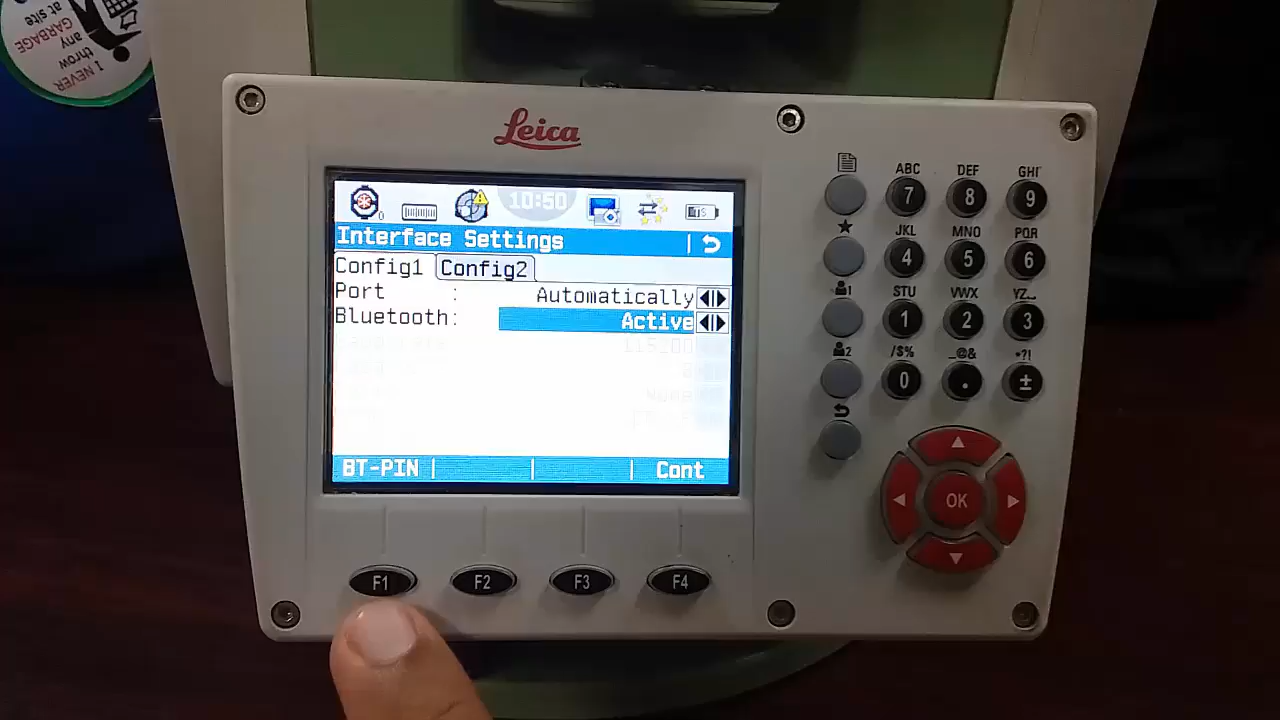 I NEVER
throw
any
GARBAGE
at site
Leica
10:50
Interface Settings
Config1 Config2
Port : Automatically
Bluetooth: Active
115200
BT-PIN Cont
F1 F2 F3 F4
ABC DEF GHI
7 8 9
JKL MNO PQR
4 5 6
STU VWX YZ
1 2 3
/$% _@& *?!
0 . ±
OK